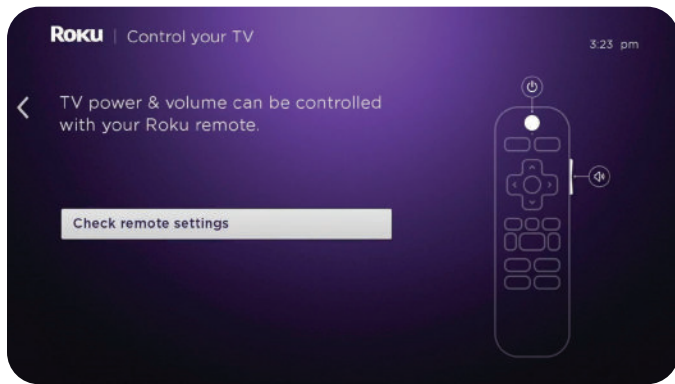 Roku | Control your TV
3:23 pm
TV power & volume can be controlled
with your Roku remote.
Check remote settings